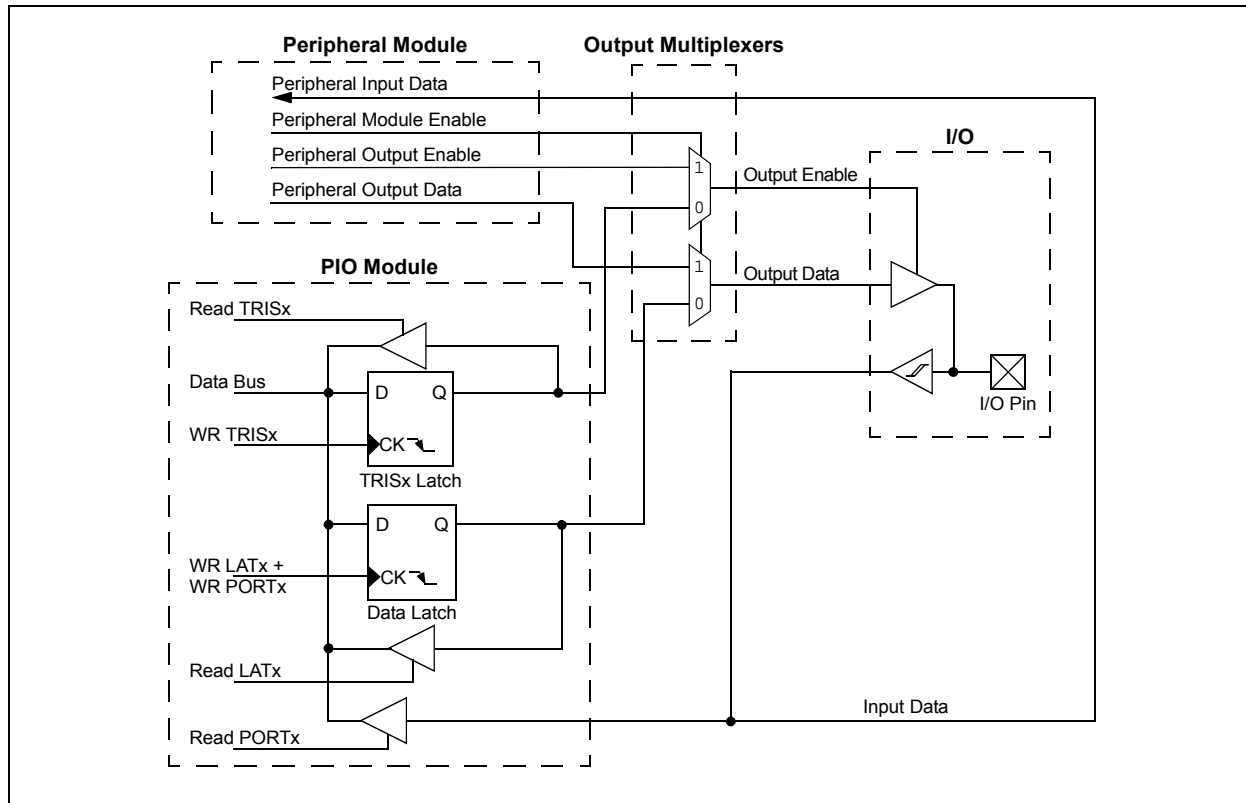 Peripheral Module
Output Multiplexers
Peripheral Input Data
Peripheral Module Enable
Peripheral Output Enable
Peripheral Output Data
1
0
Output Enable
I/O
1
0
Output Data
I/O Pin
PIO Module
Read TRISx
Data Bus
D Q
WR TRISx
CK
TRISx Latch
D Q
WR LATx +
WR PORTx
CK
Data Latch
Read LATx
Read PORTx
Input Data